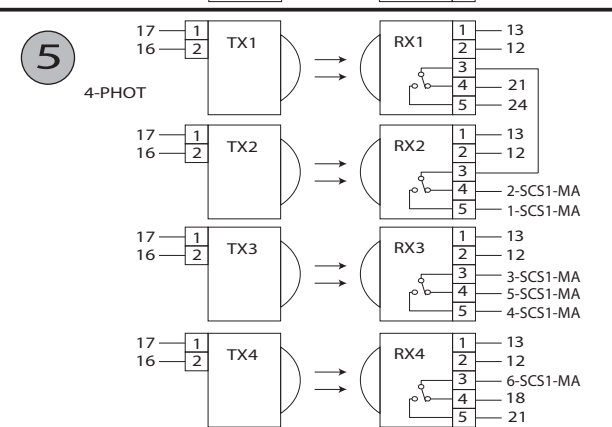 5
4-PHOT
17 1 TX1 RX1 1 13
16 2 2 12
3
4 21
5 24
17 1 TX2 RX2 1 13
16 2 2 12
3
4 2-SCS1-MA
5 1-SCS1-MA
17 1 TX3 RX3 1 13
16 2 2 12
3 3-SCS1-MA
4 5-SCS1-MA
5 4-SCS1-MA
17 1 TX4 RX4 1 13
16 2 2 12
3 6-SCS1-MA
4 18
5 21